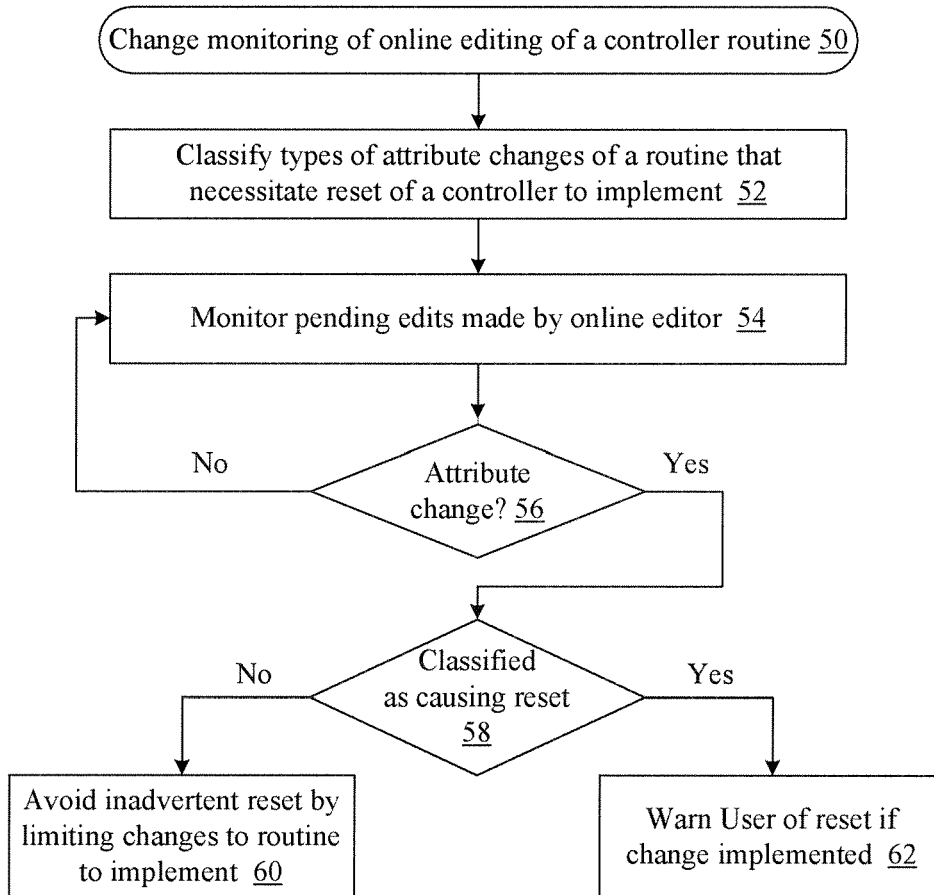 Change monitoring of online editing of a controller routine 50
Classify types of attribute changes of a routine that
necessitate reset of a controller to implement 52
Monitor pending edits made by online editor 54
No
Yes
Attribute
change? 56
No
Yes
Classified
as causing reset
58
Avoid inadvertent reset by
limiting changes to routine
to implement 60
Warn User of reset if
change implemented 62